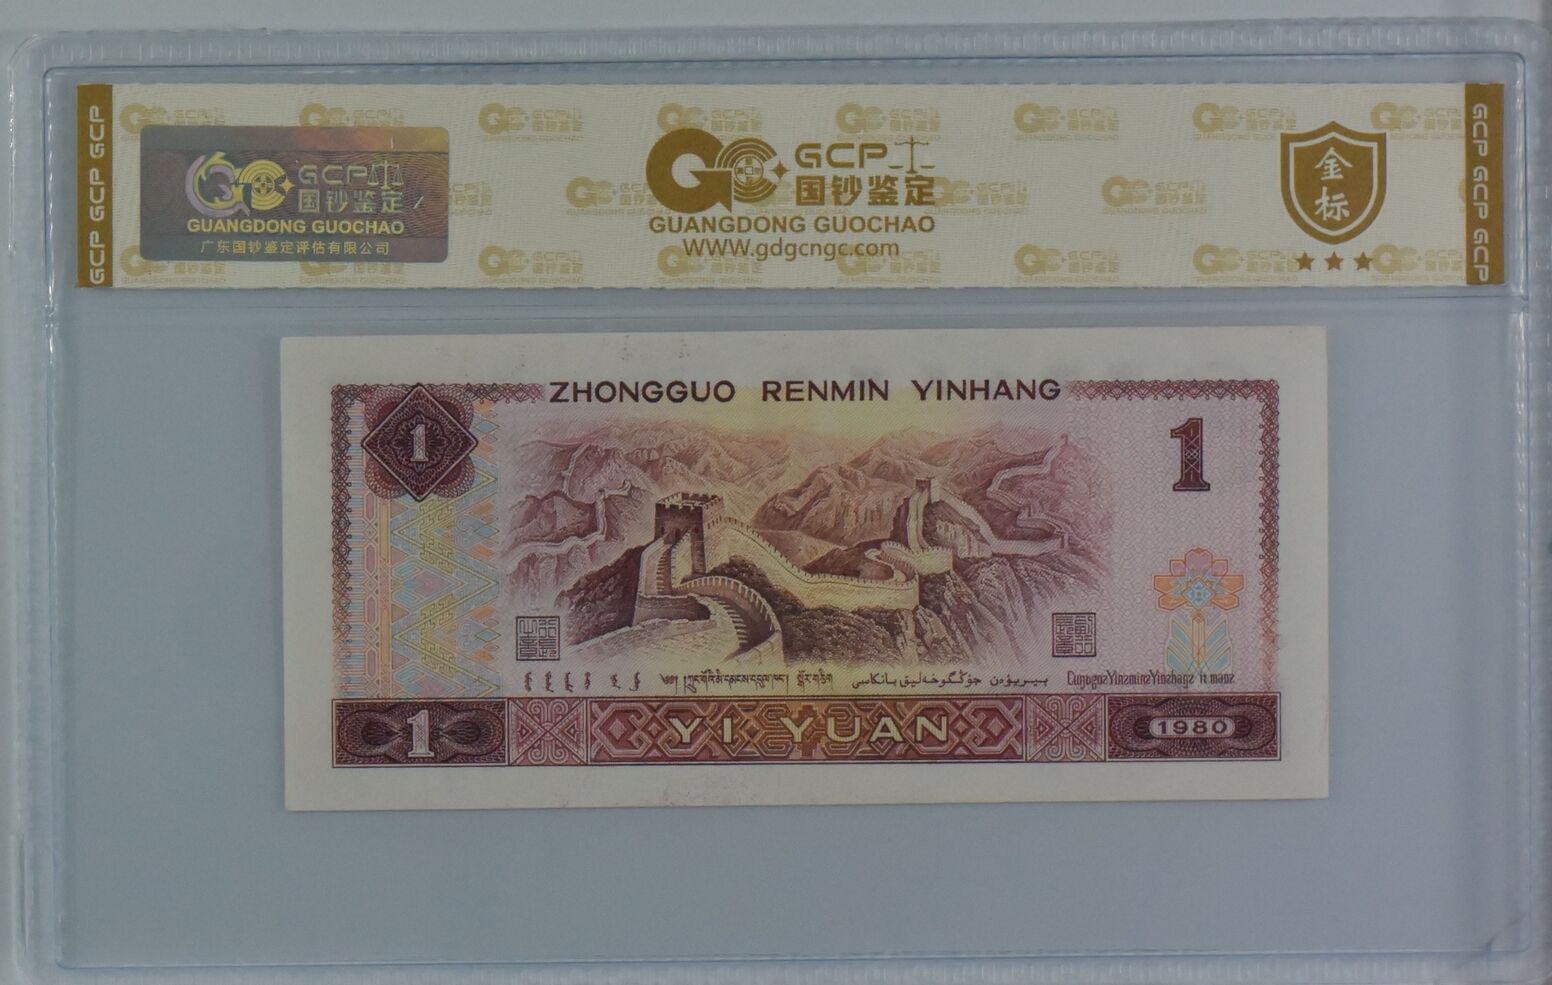 GCP GCP GCP
GCP
国钞鉴定
GUANGDONG GUOCHAO
广东国钞鉴定评估有限公司
GCP
国钞鉴定
GUANGDONG GUOCHAO
WWW.gdgcngc.com
金标
GCP GCP GCP
ZHONGGUO RENMIN YINHANG
1
1
1
YI YUAN
1980